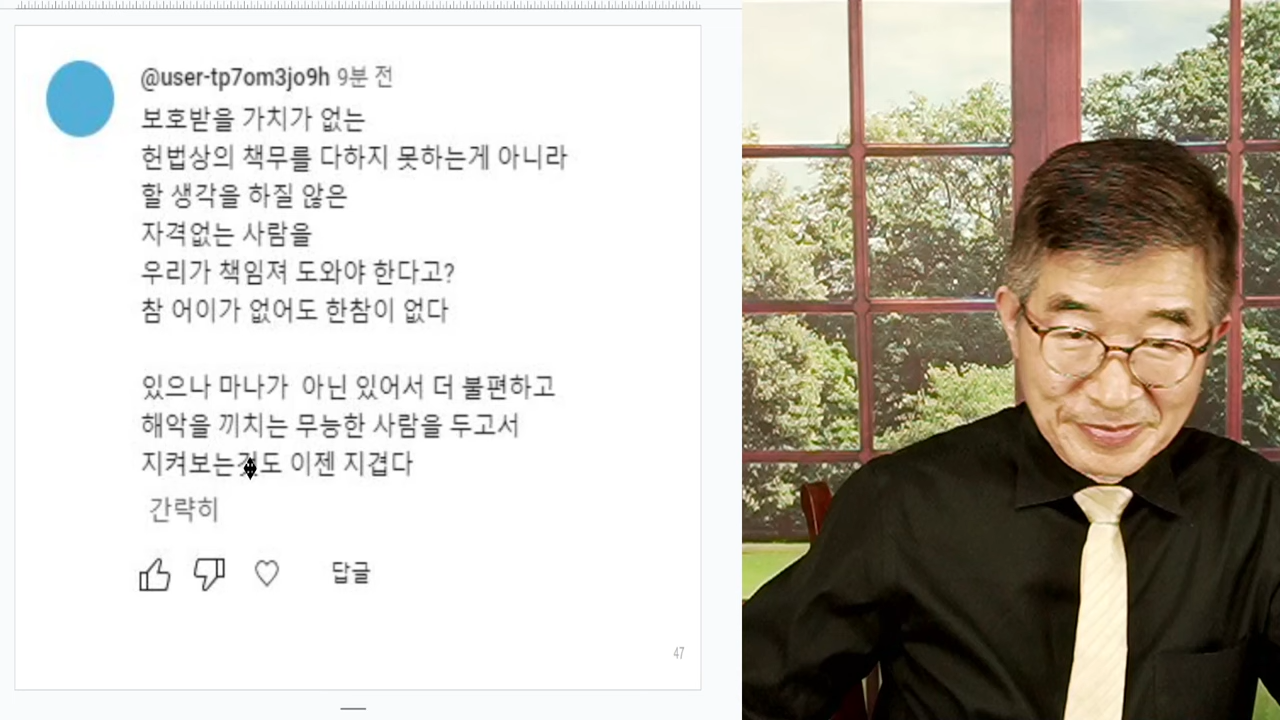 @user-tp7om3jo9h 9분 전
보호받을 가치가 없는
헌법상의 책무를 다하지 못하는게 아니라
할 생각을 하질 않은
자격없는 사람을
우리가 책임져 도와야 한다고?
참 어이가 없어도 한참이 없다
있으나 마나가 아닌 있어서 더 불편하고
해악을 끼치는 무능한 사람을 두고서
지켜보는것도 이젠 지겹다
간략히
답글
47